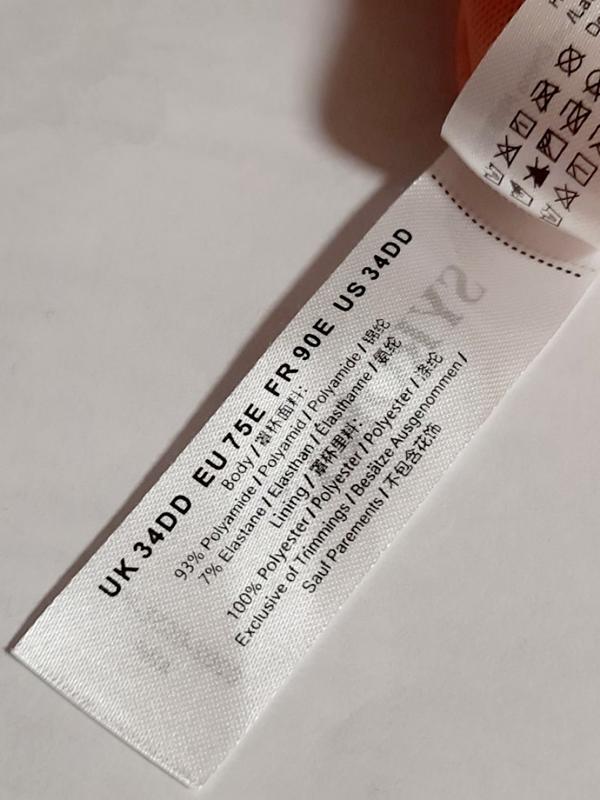 UK 34DD EU 75E FR 90E US 34DD
Body / 罩杯面料:
93% Polyamide / Polyamid / Polyamide / 锦纶
7% Elastane / Elasthan / Élasthanne / 氨纶
Lining / 罩杯里料:
100% Polyester / Polyester / Polyester / 涤纶
Exclusive of Trimmings / Besätze Ausgenommen /
Sauf Parements / 不包含花饰